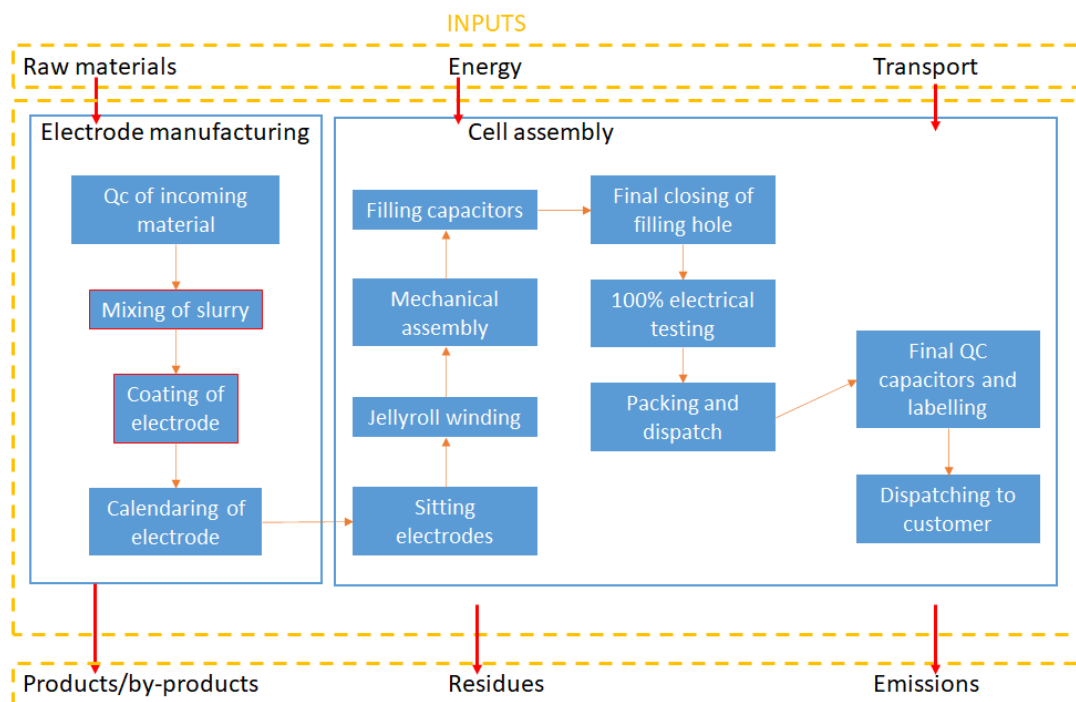 INPUTS
Raw materials
Energy
Transport
Electrode manufacturing
Qc of incoming
material
Mixing of slurry
Coating of
electrode
Calendaring of
electrode
Cell assembly
Sitting
electrodes
Jellyroll winding
Mechanical
assembly
Filling capacitors
Final closing of
filling hole
100% electrical
testing
Packing and
dispatch
Final QC
capacitors and
labelling
Dispatching to
customer
Products/by-products
Residues
Emissions